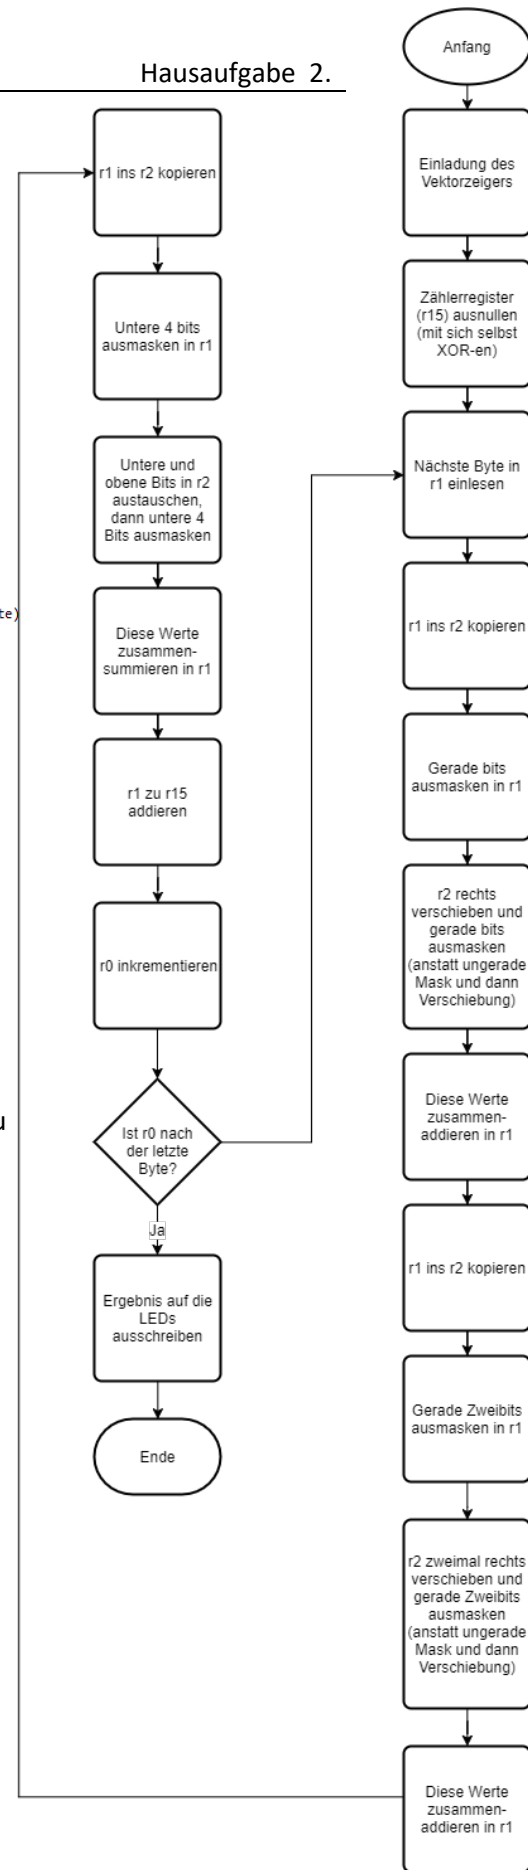 Hausaufgabe 2.
Anfang
Einladung des
Vektorzeigers
Zählerregister
(r15) ausnullen
(mit sich selbst
XOR-en)
Nächste Byte in
r1 einlesen
r1 ins r2 kopieren
Gerade bits
ausmasken in r1
r2 rechts
verschieben und
gerade bits
ausmasken
(anstatt ungerade
Mask und dann
Verschiebung)
Diese Werte
zusammen-
addieren in r1
r1 ins r2 kopieren
Gerade Zweibits
ausmasken in r1
r2 zweimal rechts
verschieben und
gerade Zweibits
ausmasken
(anstatt ungerade
Mask und dann
Verschiebung)
Diese Werte
zusammen-
addieren in r1
r1 ins r2 kopieren
Untere 4 bits
ausmasken in r1
Untere und
obene Bits in r2
austauschen,
dann untere 4
Bits ausmasken
te)
Diese Werte
zusammen-
summieren in r1
r1 zu r15
addieren
r0 inkrementieren
u
Ist r0 nach
der letzte
Byte?
Ja
Ergebnis auf die
LEDs
ausschreiben
Ende